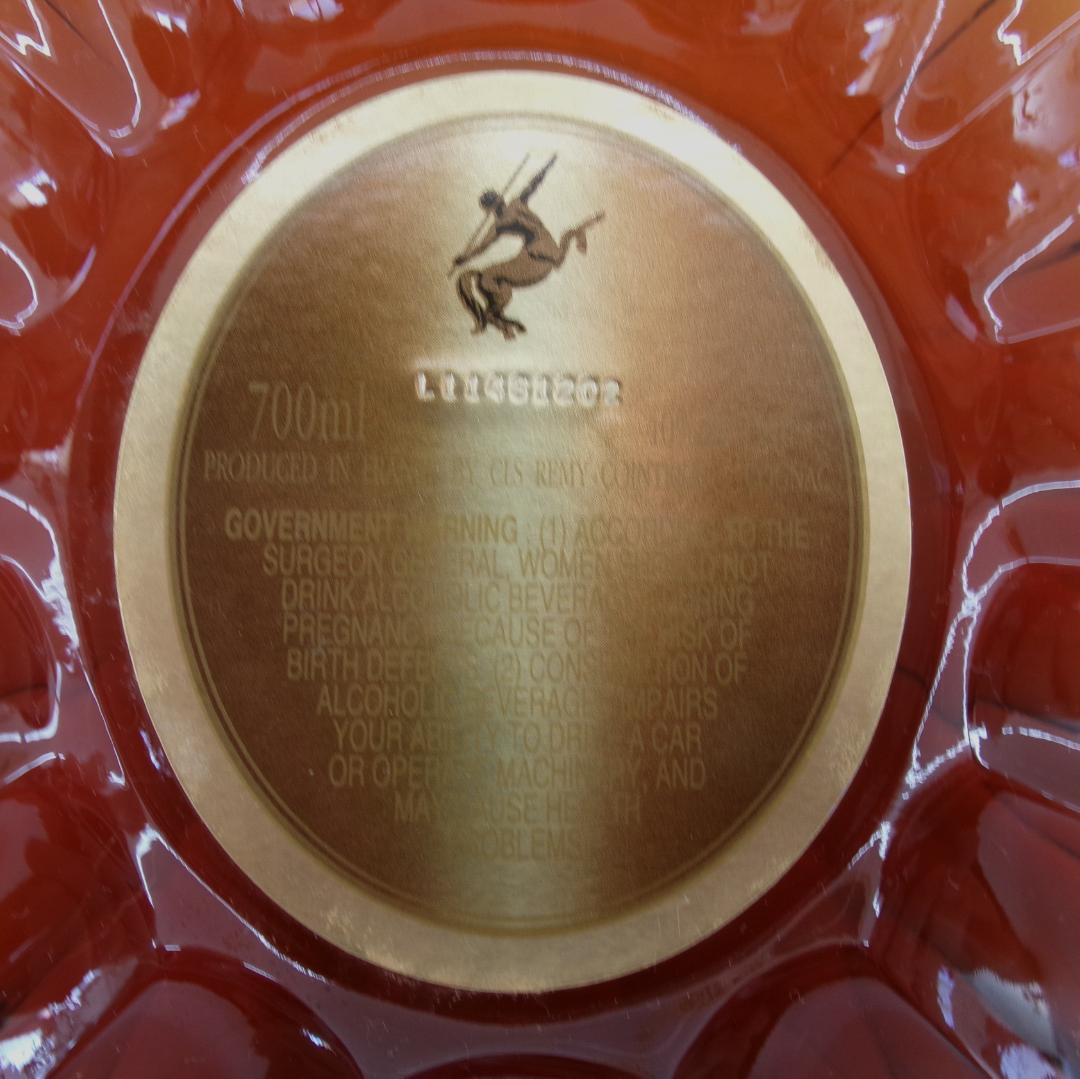 L11461202
700ml
PRODUCED IN FRANCE BY CLS REMY COINTREAU COGNAC
GOVERNMENT WARNING : (1) ACCORDING TO THE
SURGEON GENERAL, WOMEN SHOULD NOT
DRINK ALCOHOLIC BEVERAGES DURING
PREGNANCY BECAUSE OF THE RISK OF
BIRTH DEFECTS (2) CONSUMPTION OF
ALCOHOLIC BEVERAGES IMPAIRS
YOUR ABILITY TO DRIVE A CAR
OR OPERATE MACHINERY, AND
MAY CAUSE HEALTH
PROBLEMS